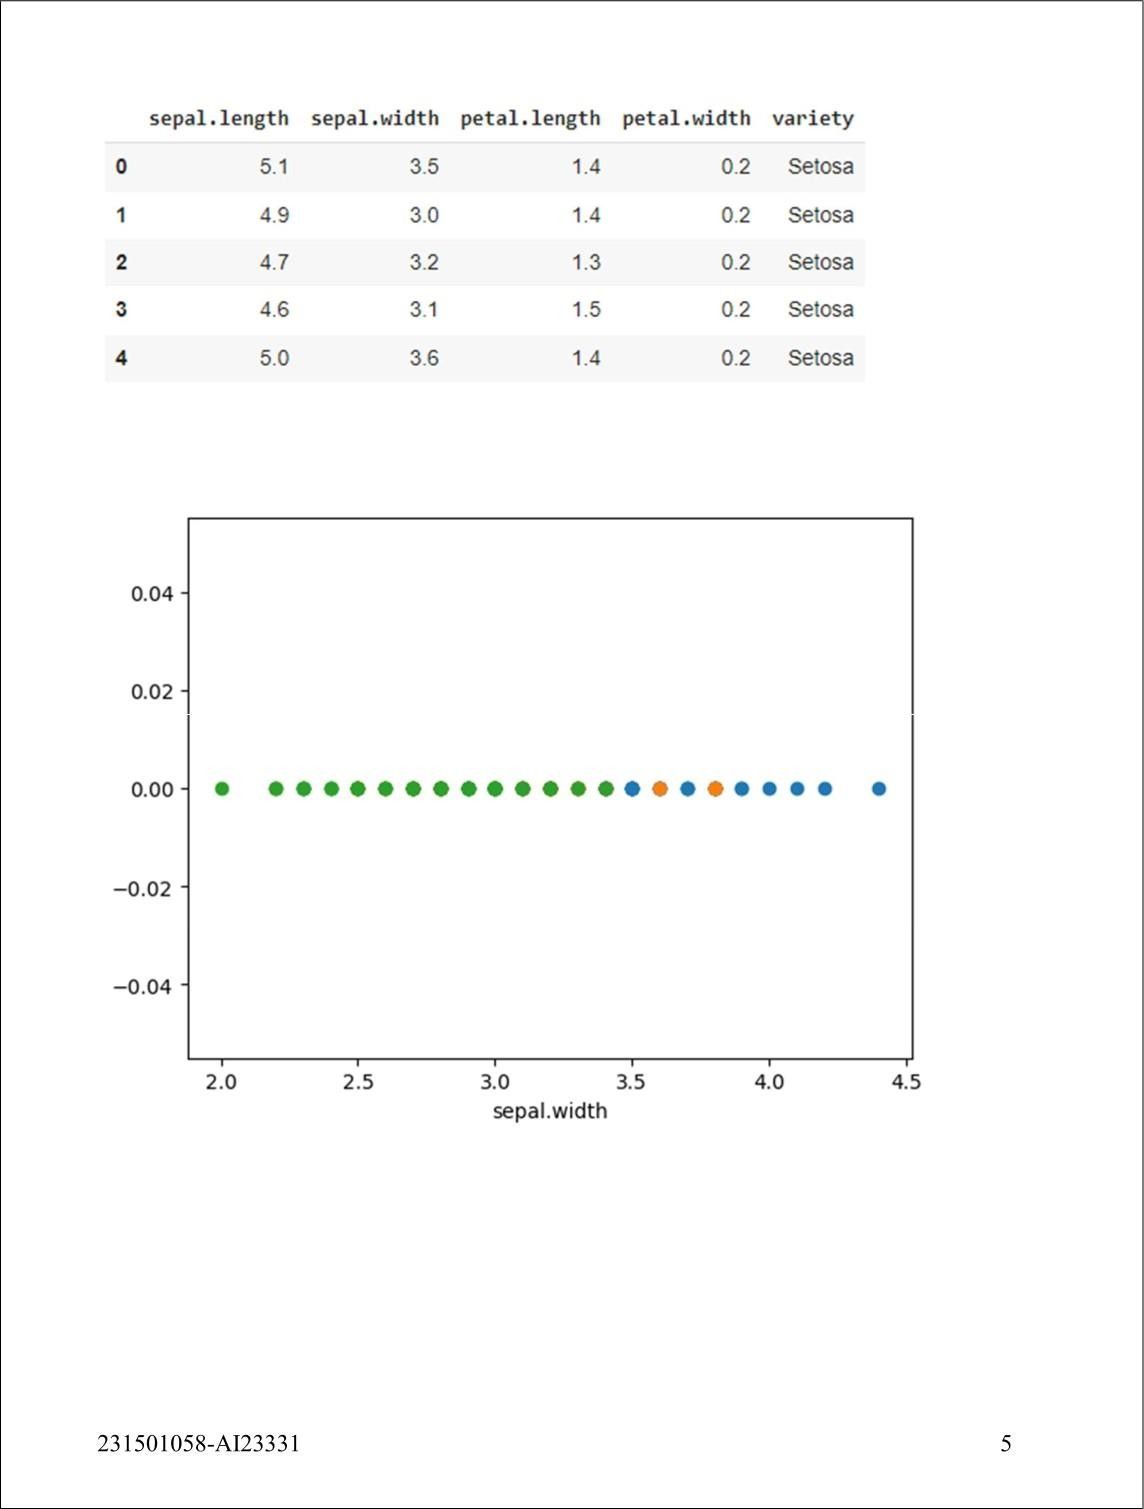 sepal.length sepal.width petal.length petal.width variety
0 5.1 3.5 1.4 0.2 Setosa
1 4.9 3.0 1.4 0.2 Setosa
2 4.7 3.2 1.3 0.2 Setosa
3 4.6 3.1 1.5 0.2 Setosa
4 5.0 3.6 1.4 0.2 Setosa
0.04
0.02
0.00
−0.02
−0.04
2.0 2.5 3.0 3.5 4.0 4.5
sepal.width
231501058-AI23331 5